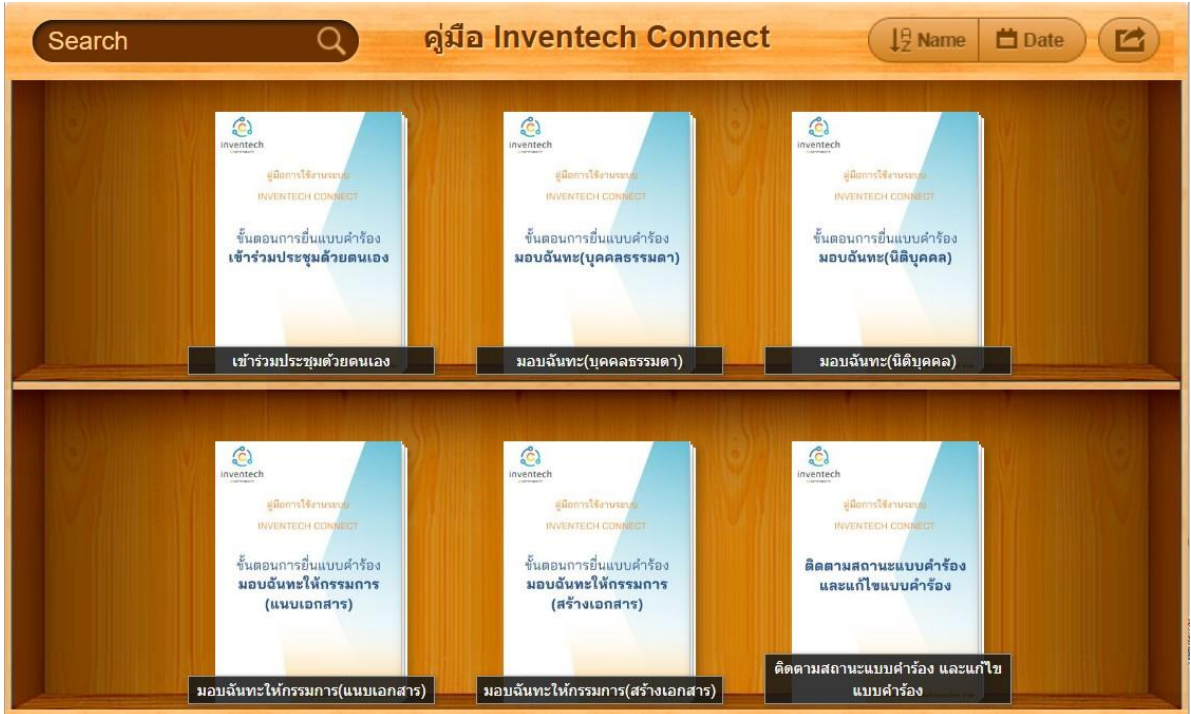 Search
คู่มือ Inventech Connect
Name
Date
inventech
คู่มือการใช้งานระบบ
INVENTECH CONNECT
ขั้นตอนการยื่นแบบคำร้อง
เข้าร่วมประชุมด้วยตนเอง
เข้าร่วมประชุมด้วยตนเอง
inventech
คู่มือการใช้งานระบบ
INVENTECH CONNECT
ขั้นตอนการยื่นแบบคำร้อง
มอบฉันทะ(บุคคลธรรมดา)
มอบฉันทะ(บุคคลธรรมดา)
inventech
คู่มือการใช้งานระบบ
INVENTECH CONNECT
ขั้นตอนการยื่นแบบคำร้อง
มอบฉันทะ(นิติบุคคล)
มอบฉันทะ(นิติบุคคล)
inventech
คู่มือการใช้งานระบบ
INVENTECH CONNECT
ขั้นตอนการยื่นแบบคำร้อง
มอบฉันทะให้กรรมการ
(แนบเอกสาร)
มอบฉันทะให้กรรมการ(แนบเอกสาร)
inventech
คู่มือการใช้งานระบบ
INVENTECH CONNECT
ขั้นตอนการยื่นแบบคำร้อง
มอบฉันทะให้กรรมการ
(สร้างเอกสาร)
มอบฉันทะให้กรรมการ(สร้างเอกสาร)
inventech
คู่มือการใช้งานระบบ
INVENTECH CONNECT
ติดตามสถานะแบบคำร้อง
และแก้ไขแบบคำร้อง
ติดตามสถานะแบบคำร้อง และแก้ไข
แบบคำร้อง